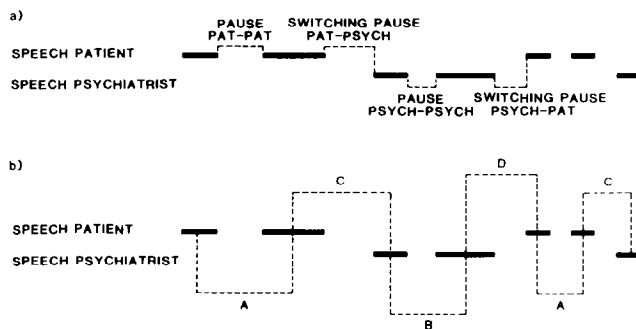 a)
PAUSE
PAT-PAT
SWITCHING PAUSE
PAT-PSYCH
SPEECH PATIENT
SPEECH PSYCHIATRIST
PAUSE
PSYCH-PSYCH
SWITCHING PAUSE
PSYCH-PAT
b)
D
C
C
SPEECH PATIENT
SPEECH PSYCHIATRIST
A
A
B